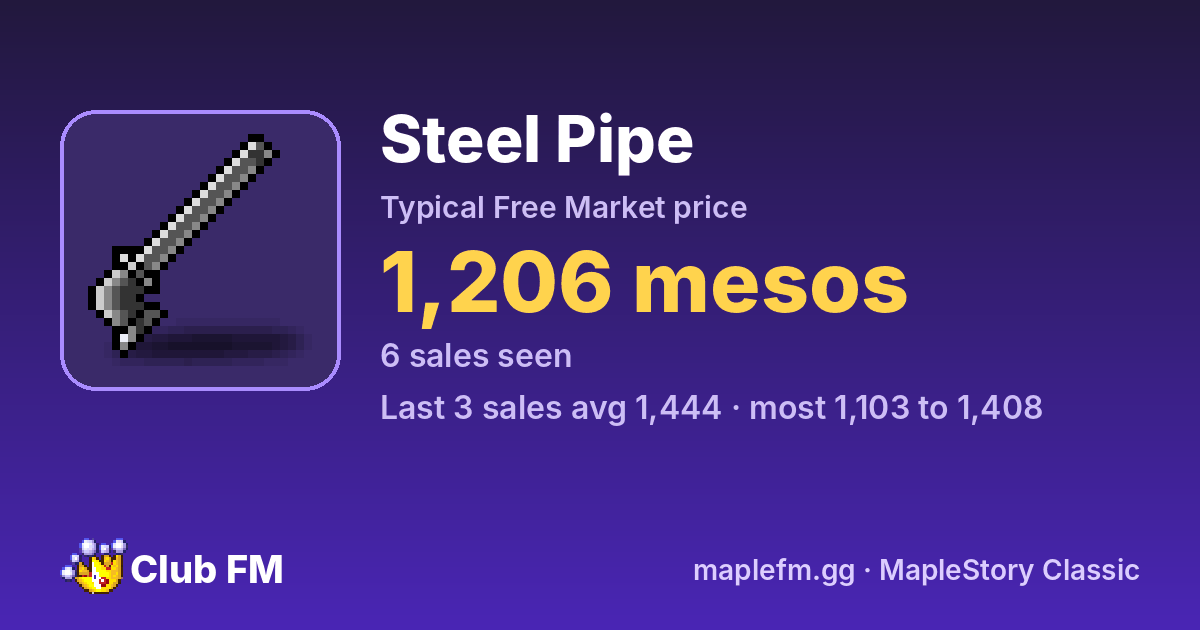 Steel Pipe
Typical Free Market price
1,206 mesos
6 sales seen
Last 3 sales avg 1,444 · most 1,103 to 1,408
Club FM
maplefm.gg · MapleStory Classic